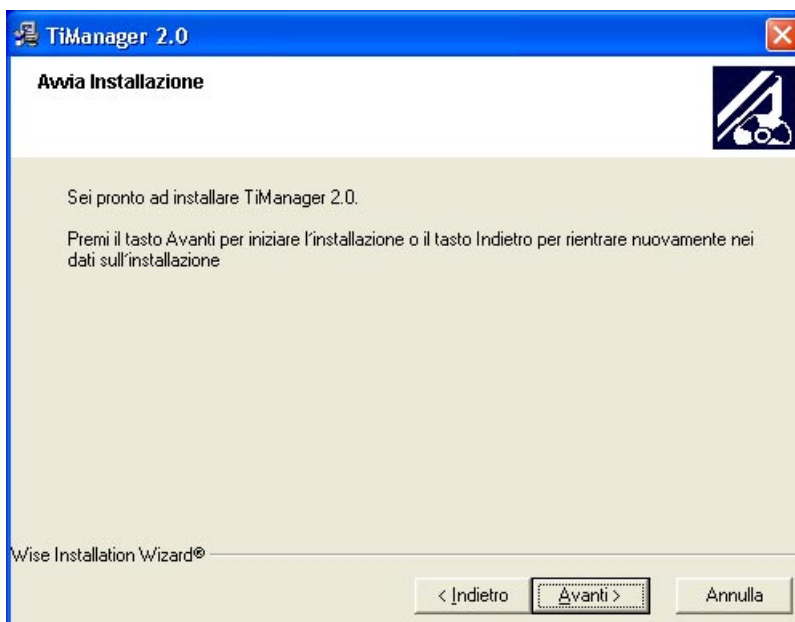 TiManager 2.0
Avvia Installazione
Sei pronto ad installare TiManager 2.0.
Premi il tasto Avanti per iniziare l'installazione o il tasto Indietro per rientrare nuovamente nei
dati sull'installazione
Wise Installation Wizard®
< Indietro
Avanti >
Annulla